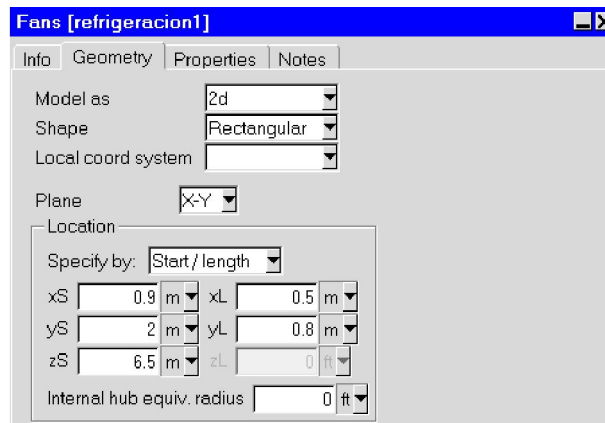 Fans [refrigeracion1]
Info Geometry Properties Notes
Model as 2d
Shape Rectangular
Local coord system
Plane X-Y
Location
Specify by: Start / length
xS 0.9 m xL 0.5 m
yS 2 m yL 0.8 m
zS 6.5 m zL 0 ft
Internal hub equiv. radius 0 ft